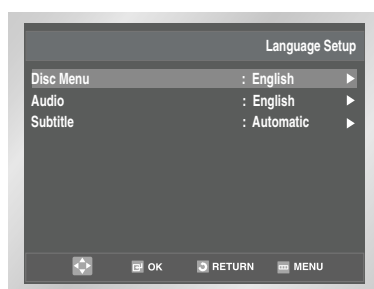 Language Setup
Disc Menu : English
Audio : English
Subtitle : Automatic
OK RETURN MENU